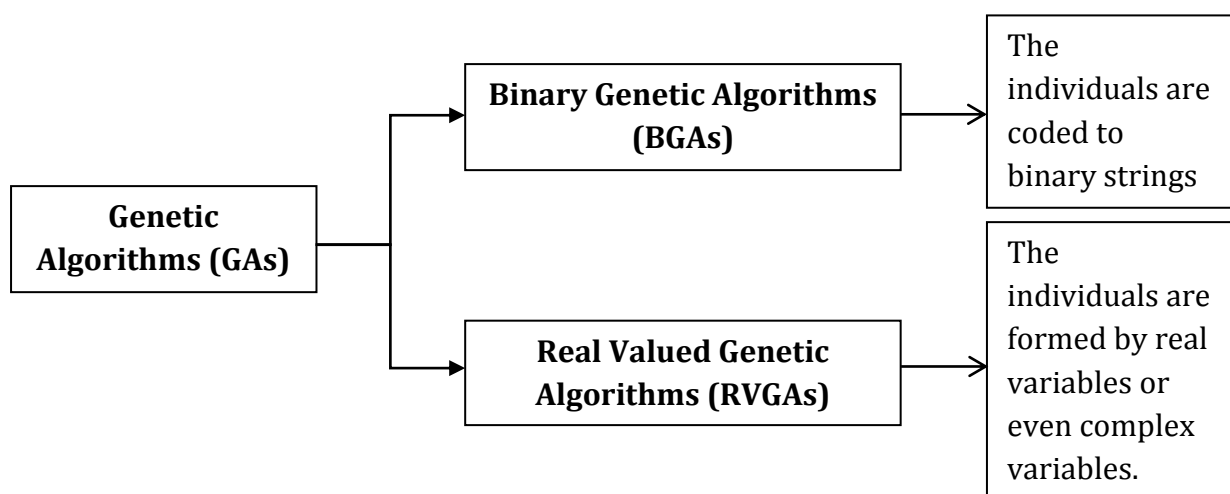 Genetic
Algorithms (GAs)
Binary Genetic Algorithms
(BGAs)
The
individuals are
coded to
binary strings
Real Valued Genetic
Algorithms (RVGAs)
The
individuals are
formed by real
variables or
even complex
variables.